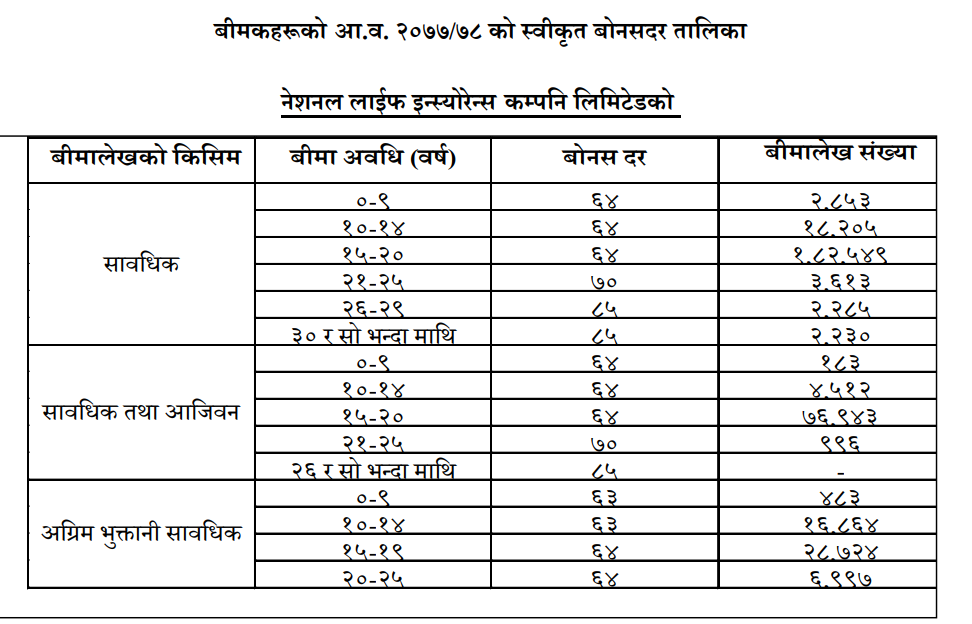 बीमकहरूको आ.व. २०७७/७८ को स्वीकृत बोनसदर तालिका
नेशनल लाईफ इन्स्योरेन्स कम्पनि लिमिटेडको
बीमालेखको किसिम बीमा अवधि (वर्ष) बोनस दर बीमालेख संख्या
सावधिक
०-९ ६४ २,८५३
१०-१४ ६४ १८,२०५
१५-२० ६४ १,८२,५४९
२१-२५ ७० ३,६१३
२६-२९ ८५ २,२८५
३० र सो भन्दा माथि ८५ २,२३०
सावधिक तथा आजिवन
०-९ ६४ १८३
१०-१४ ६४ ४,५१२
१५-२० ६४ ७६,९४३
२१-२५ ७० ९९६
२६ र सो भन्दा माथि ८५ -
अग्रिम भुक्तानी सावधिक
०-९ ६३ ४८३
१०-१४ ६३ १६,८६४
१५-१९ ६४ २८,७२४
२०-२५ ६४ ६,९९७